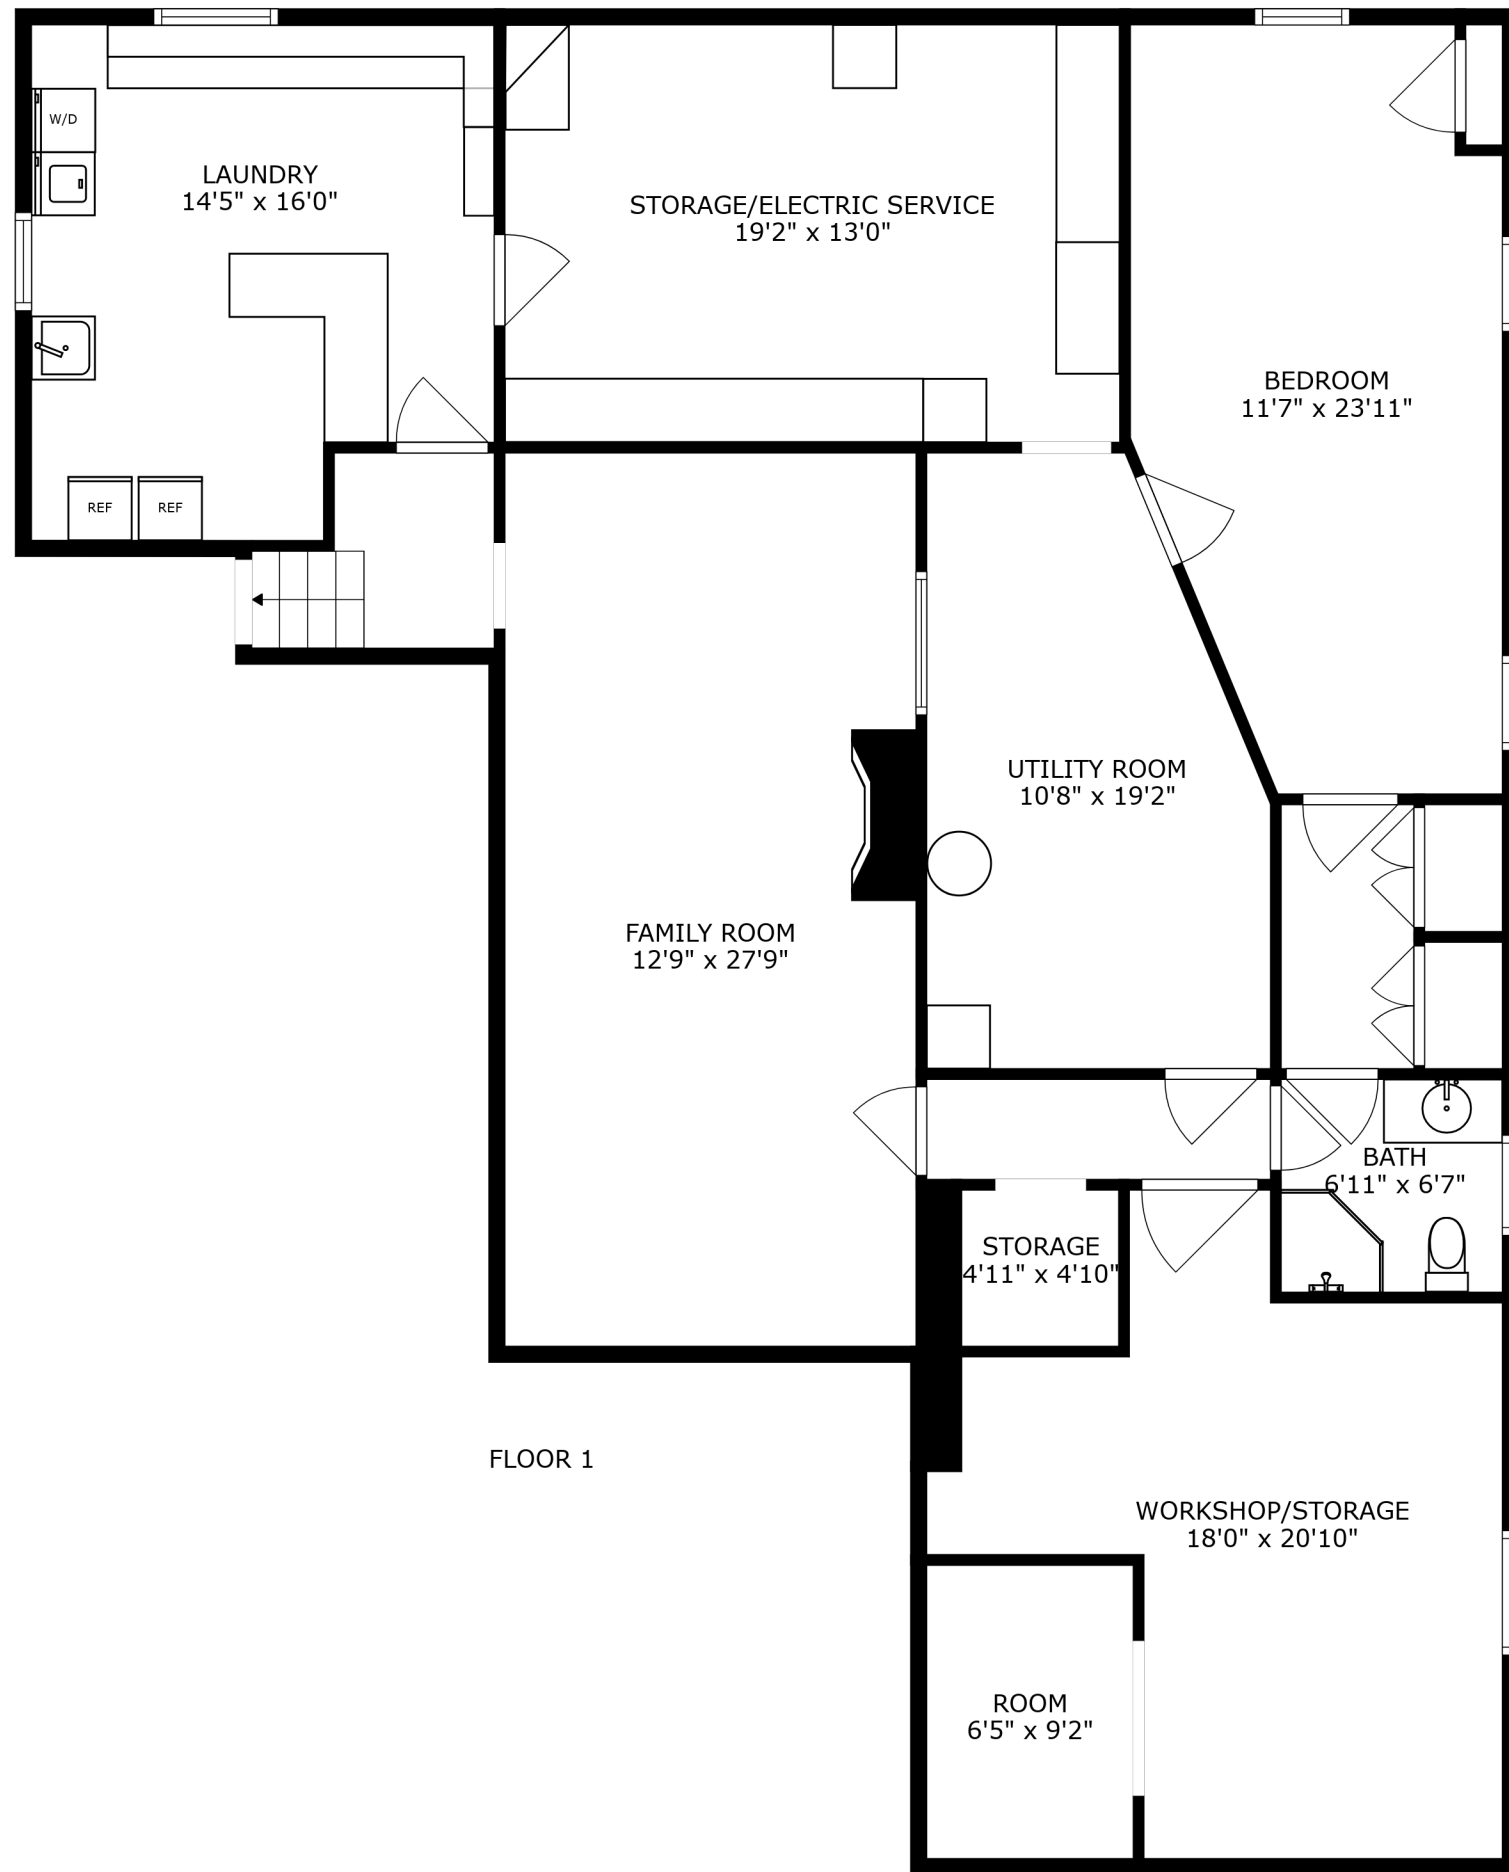 W/D
LAUNDRY
14'5" x 16'0"
STORAGE/ELECTRIC SERVICE
19'2" x 13'0"
BEDROOM
11'7" x 23'11"
REF
REF
UTILITY ROOM
10'8" x 19'2"
FAMILY ROOM
12'9" x 27'9"
BATH
6'11" x 6'7"
STORAGE
4'11" x 4'10"
FLOOR 1
WORKSHOP/STORAGE
18'0" x 20'10"
ROOM
6'5" x 9'2"